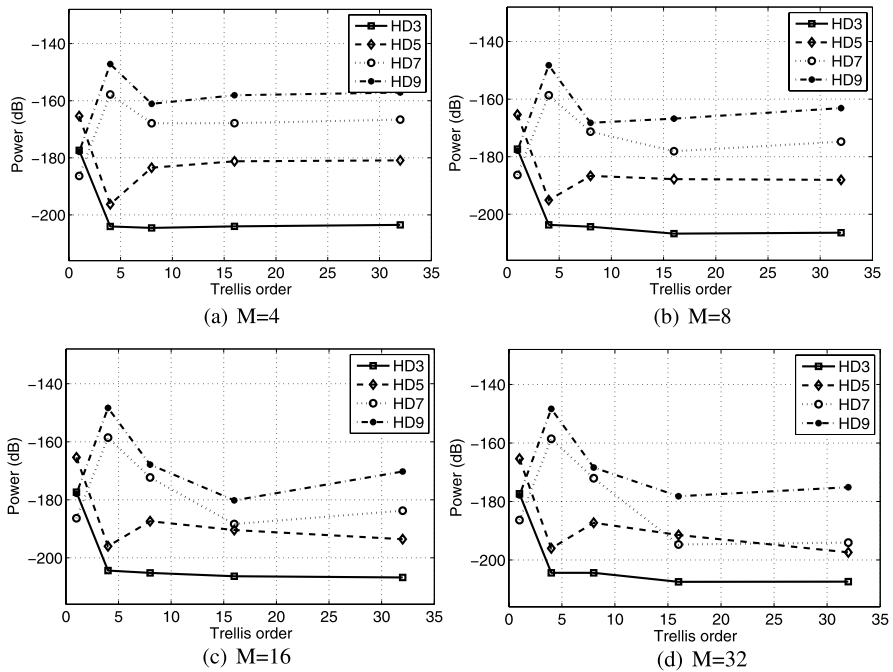 −140
−160
−180
−200
Power (dB)
0 5 10 15 20 25 30 35
Trellis order
HD3
HD5
HD7
HD9
(a) M=4
−140
−160
−180
−200
Power (dB)
0 5 10 15 20 25 30 35
Trellis order
HD3
HD5
HD7
HD9
(b) M=8
−140
−160
−180
−200
Power (dB)
0 5 10 15 20 25 30 35
Trellis order
HD3
HD5
HD7
HD9
(c) M=16
−140
−160
−180
−200
Power (dB)
0 5 10 15 20 25 30 35
Trellis order
HD3
HD5
HD7
HD9
(d) M=32